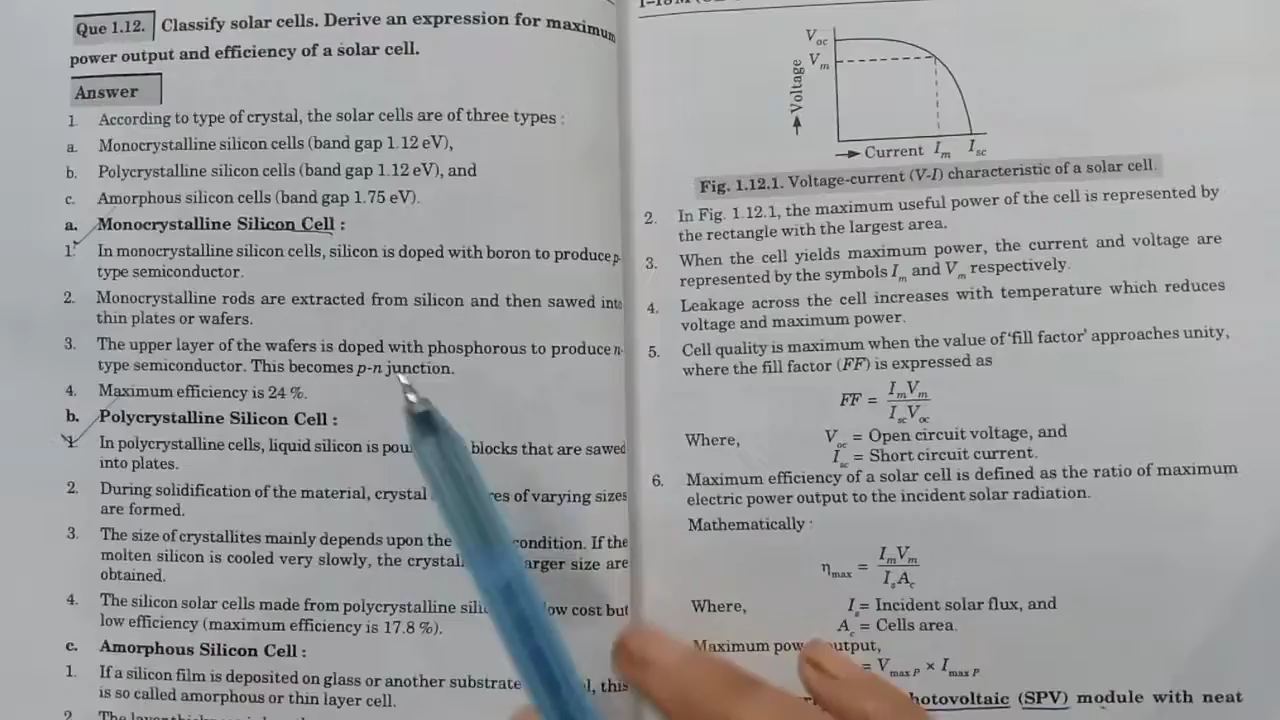 Que 1.12. Classify solar cells. Derive an expression for maximum
power output and efficiency of a solar cell.
Answer
1. According to type of crystal, the solar cells are of three types :
a. Monocrystalline silicon cells (band gap 1.12 eV),
b. Polycrystalline silicon cells (band gap 1.12 eV), and
c. Amorphous silicon cells (band gap 1.75 eV).
a. Monocrystalline Silicon Cell :
1. In monocrystalline silicon cells, silicon is doped with boron to produce p-
type semiconductor.
2. Monocrystalline rods are extracted from silicon and then sawed into
thin plates or wafers.
3. The upper layer of the wafers is doped with phosphorous to produce n-
type semiconductor. This becomes p-n junction.
4. Maximum efficiency is 24 %.
b. Polycrystalline Silicon Cell :
1. In polycrystalline cells, liquid silicon is blocks that are sawed
into plates.
2. During solidification of the material, crystal of varying sizes
are formed.
3. The size of crystallites mainly depends upon the condition. If the
molten silicon is cooled very slowly, the size are
obtained.
4. The silicon solar cells made from polycrystalline low cost but
low efficiency (maximum efficiency is 17.8 %).
c. Amorphous Silicon Cell :
1. If a silicon film is deposited on glass or another substrate this
is so called amorphous or thin layer cell.
2. The layer
Voc
Vm
Voltage
Current Im Isc
Fig. 1.12.1. Voltage-current (V-I) characteristic of a solar cell.
2. In Fig. 1.12.1, the maximum useful power of the cell is represented by
the rectangle with the largest area.
3. When the cell yields maximum power, the current and voltage are
represented by the symbols Im and Vm respectively.
4. Leakage across the cell increases with temperature which reduces
voltage and maximum power.
5. Cell quality is maximum when the value of 'fill factor' approaches unity,
where the fill factor (FF) is expressed as
FF = ImVm / IscVoc
Where, Voc = Open circuit voltage, and
Isc = Short circuit current.
6. Maximum efficiency of a solar cell is defined as the ratio of maximum
electric power output to the incident solar radiation.
Mathematically :
ηmax = ImVm / IsAc
Where, Is = Incident solar flux, and
Ac = Cells area.
Maximum output,
= Vmax P × Imax P
(SPV) module with neat